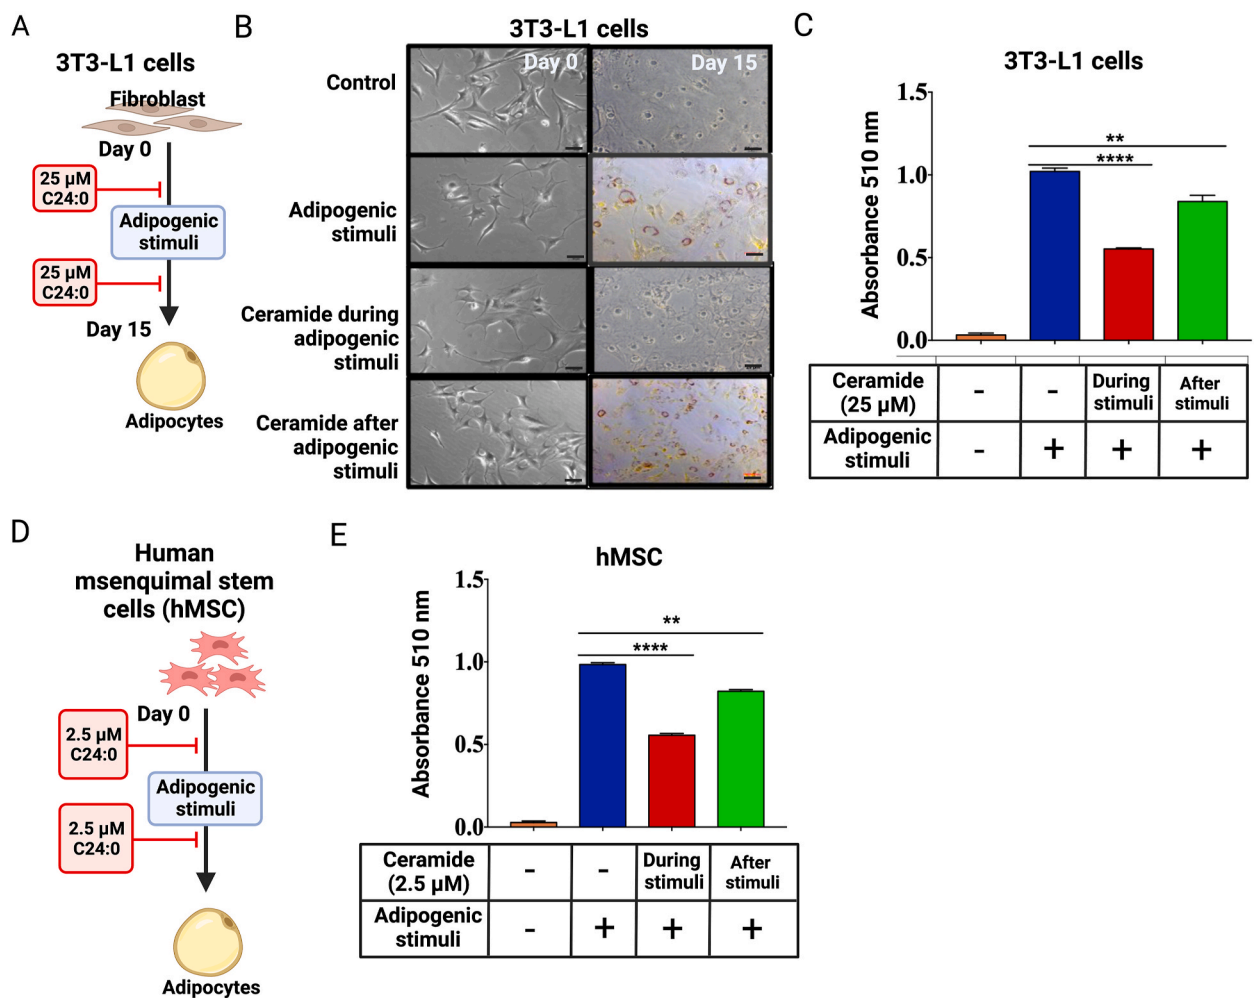 A
3T3-L1 cells
Fibroblast
Day 0
25 µM
C24:0
Adipogenic
stimuli
25 µM
C24:0
Day 15
Adipocytes
B
3T3-L1 cells
Day 0
Day 15
Control
Adipogenic
stimuli
Ceramide during
adipogenic
stimuli
Ceramide after
adipogenic
stimuli
C
3T3-L1 cells
Absorbance 510 nm
1.5
1.0
0.5
0.0
**
****
Ceramide
(25 µM)
-
-
During
stimuli
After
stimuli
Adipogenic
stimuli
-
+
+
+
D
Human
msenquimal stem
cells (hMSC)
Day 0
2.5 µM
C24:0
Adipogenic
stimuli
2.5 µM
C24:0
Adipocytes
E
hMSC
Absorbance 510 nm
1.5
1.0
0.5
0.0
**
****
Ceramide
(2.5 µM)
-
-
During
stimuli
After
stimuli
Adipogenic
stimuli
-
+
+
+